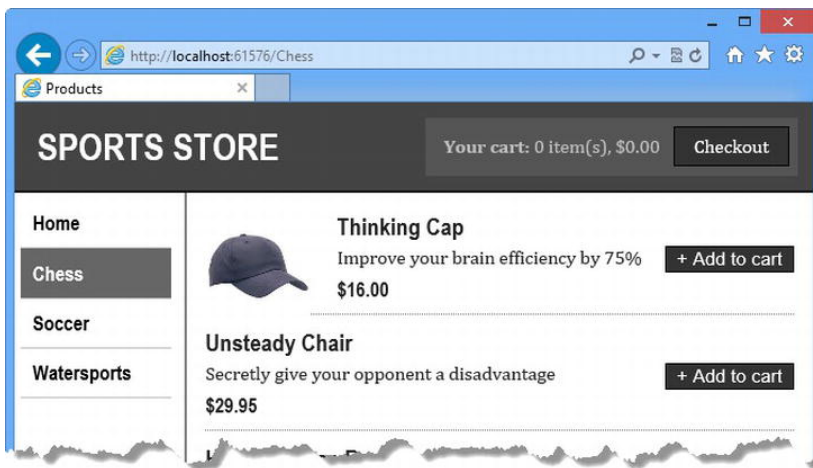 http://localhost:61576/Chess
Products
SPORTS STORE
Your cart: 0 item(s), $0.00
Checkout
Home
Chess
Soccer
Watersports
Thinking Cap
Improve your brain efficiency by 75%
$16.00
+ Add to cart
Unsteady Chair
Secretly give your opponent a disadvantage
$29.95
+ Add to cart